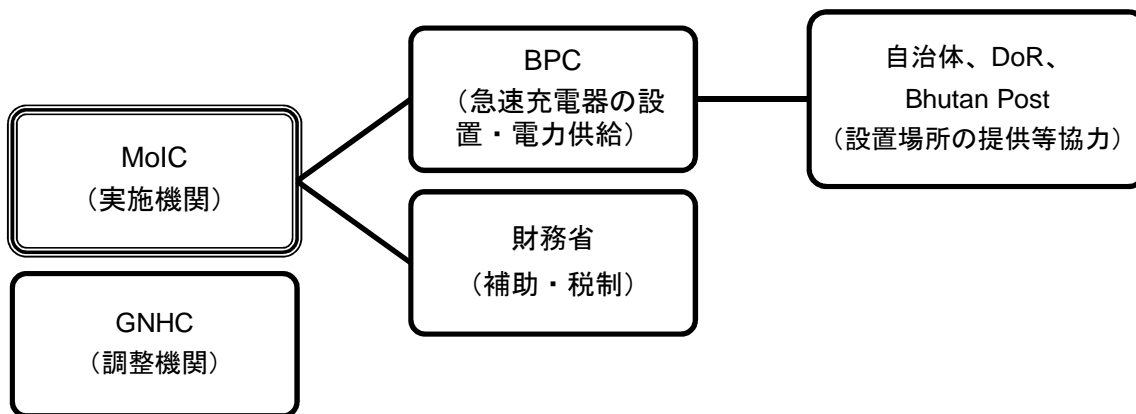 MoIC
（実施機関）
GNHC
（調整機関）
BPC
（急速充電器の設
置・電力供給）
財務省
（補助・税制）
自治体、DoR、
Bhutan Post
（設置場所の提供等協力）